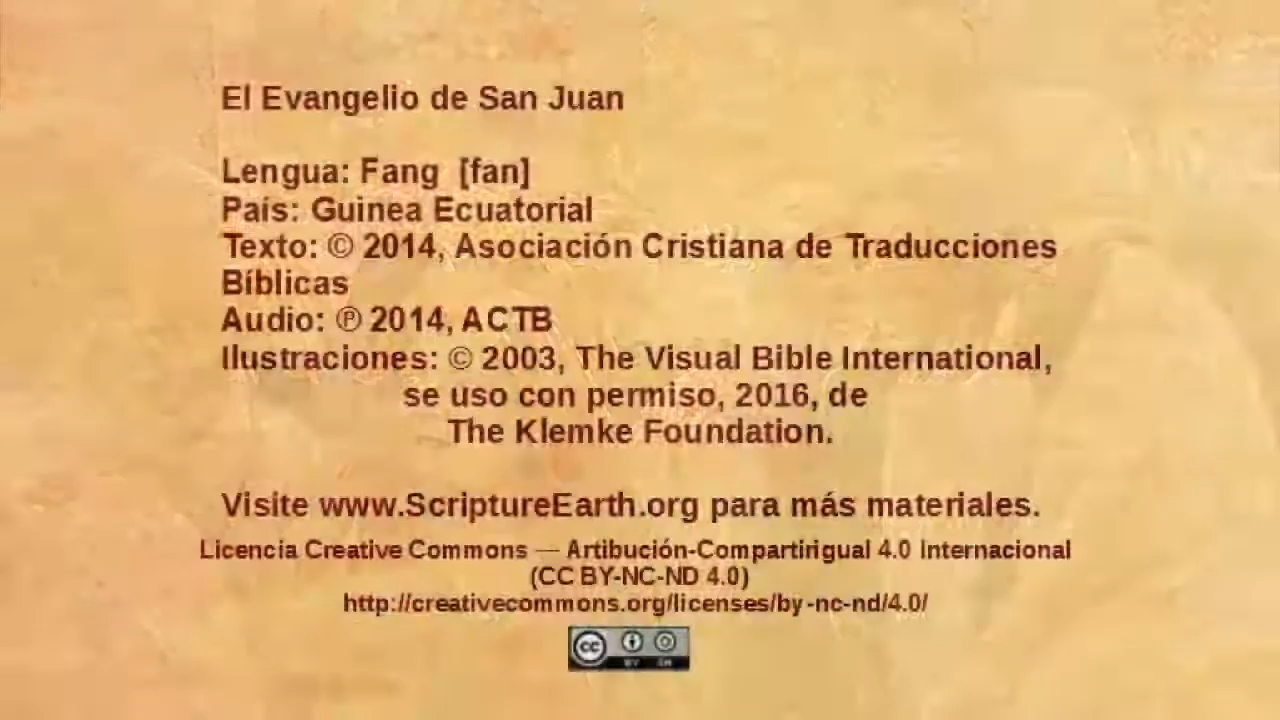 El Evangelio de San Juan
Lengua: Fang [fan]
País: Guinea Ecuatorial
Texto: © 2014, Asociación Cristiana de Traducciones
Bíblicas
Audio: ℗ 2014, ACTB
Ilustraciones: © 2003, The Visual Bible International,
se uso con permiso, 2016, de
The Klemke Foundation.
Visite www.ScriptureEarth.org para más materiales.
Licencia Creative Commons — Artibución-Compartirigual 4.0 Internacional
(CC BY-NC-ND 4.0)
http://creativecommons.org/licenses/by-nc-nd/4.0/
cc
BY SA